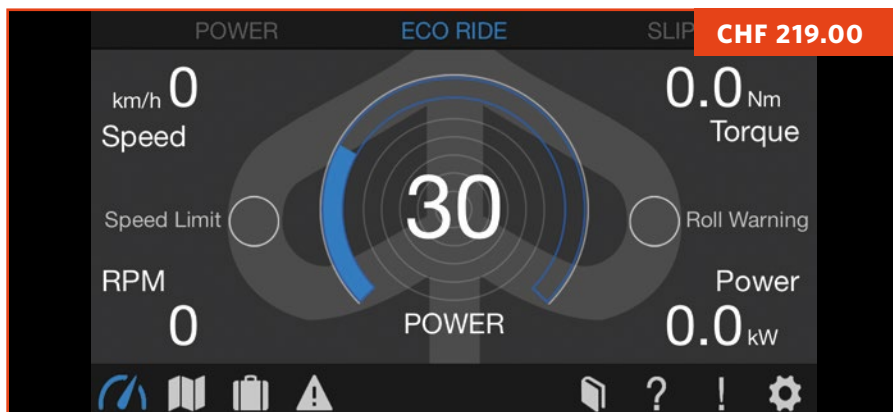 POWER ECO RIDE SLIP
CHF 219.00
km/h 0
Speed
0.0 Nm
Torque
30
Speed Limit
Roll Warning
RPM
0
POWER
Power
0.0 kW
? !